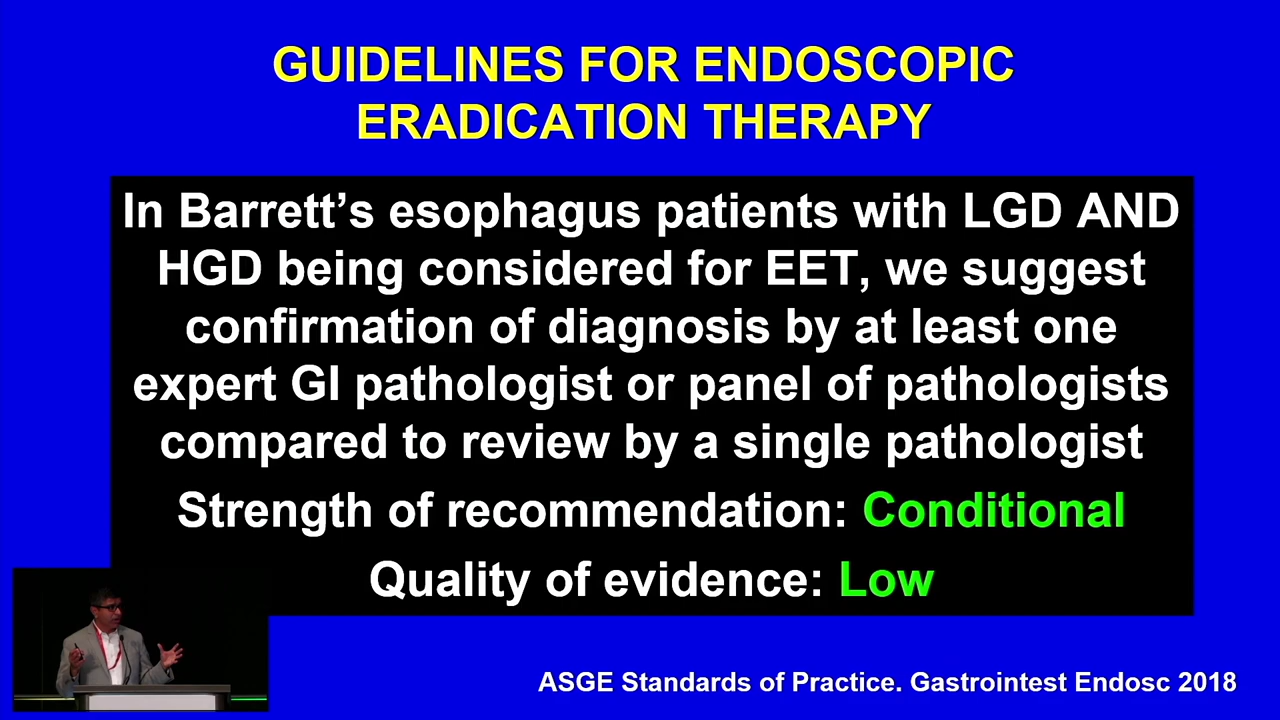 GUIDELINES FOR ENDOSCOPIC
ERADICATION THERAPY
In Barrett’s esophagus patients with LGD AND
HGD being considered for EET, we suggest
confirmation of diagnosis by at least one
expert GI pathologist or panel of pathologists
compared to review by a single pathologist
Strength of recommendation: Conditional
Quality of evidence: Low
ASGE Standards of Practice. Gastrointest Endosc 2018